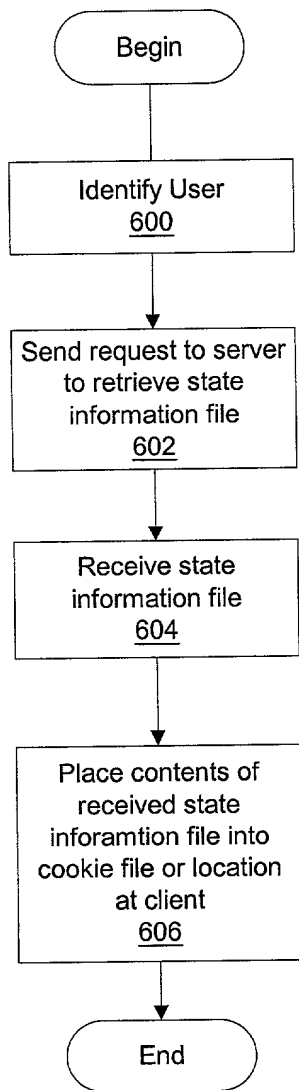 Begin
Identify User
600
Send request to server
to retrieve state
information file
602
Receive state
information file
604
Place contents of
received state
inforamtion file into
cookie file or location
at client
606
End